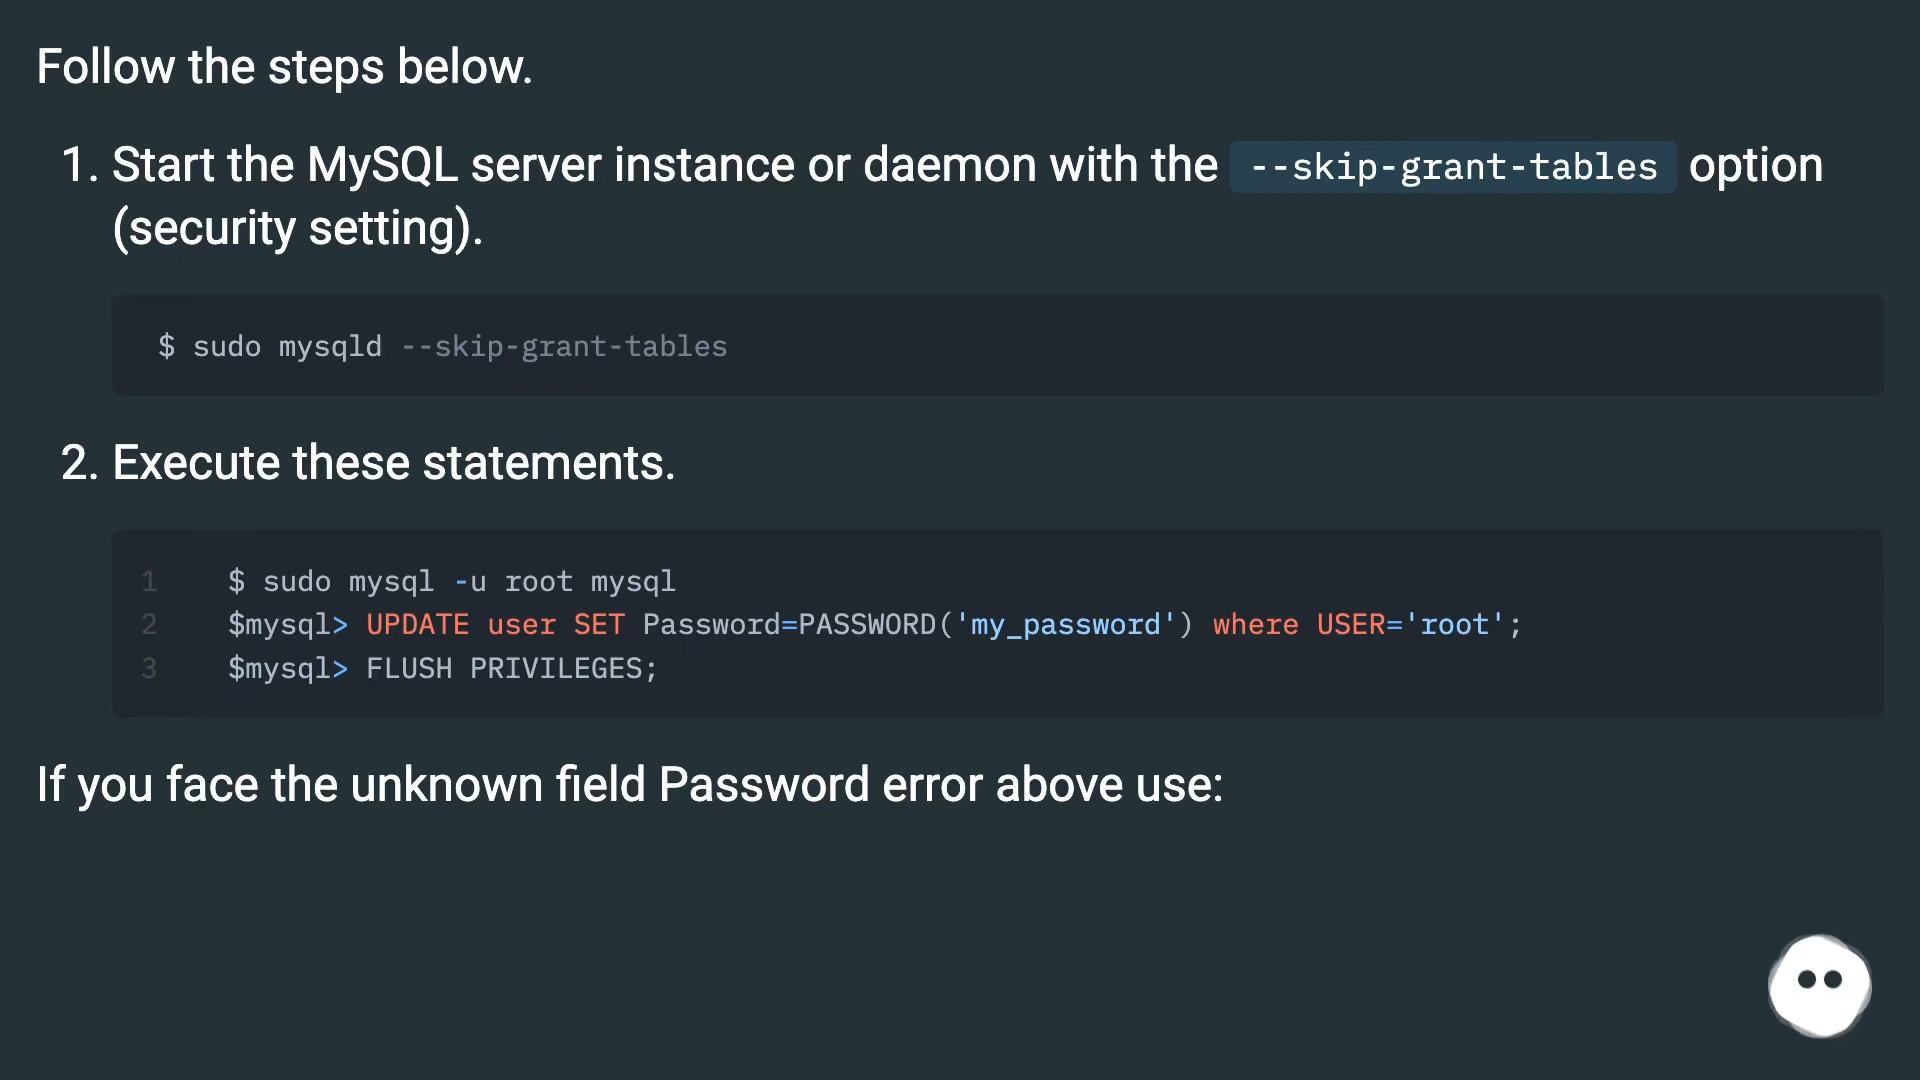 Follow the steps below.
1. Start the MySQL server instance or daemon with the --skip-grant-tables option
(security setting).
$ sudo mysqld --skip-grant-tables
2. Execute these statements.
1 $ sudo mysql -u root mysql
2 $mysql> UPDATE user SET Password=PASSWORD('my_password') where USER='root';
3 $mysql> FLUSH PRIVILEGES;
If you face the unknown field Password error above use: